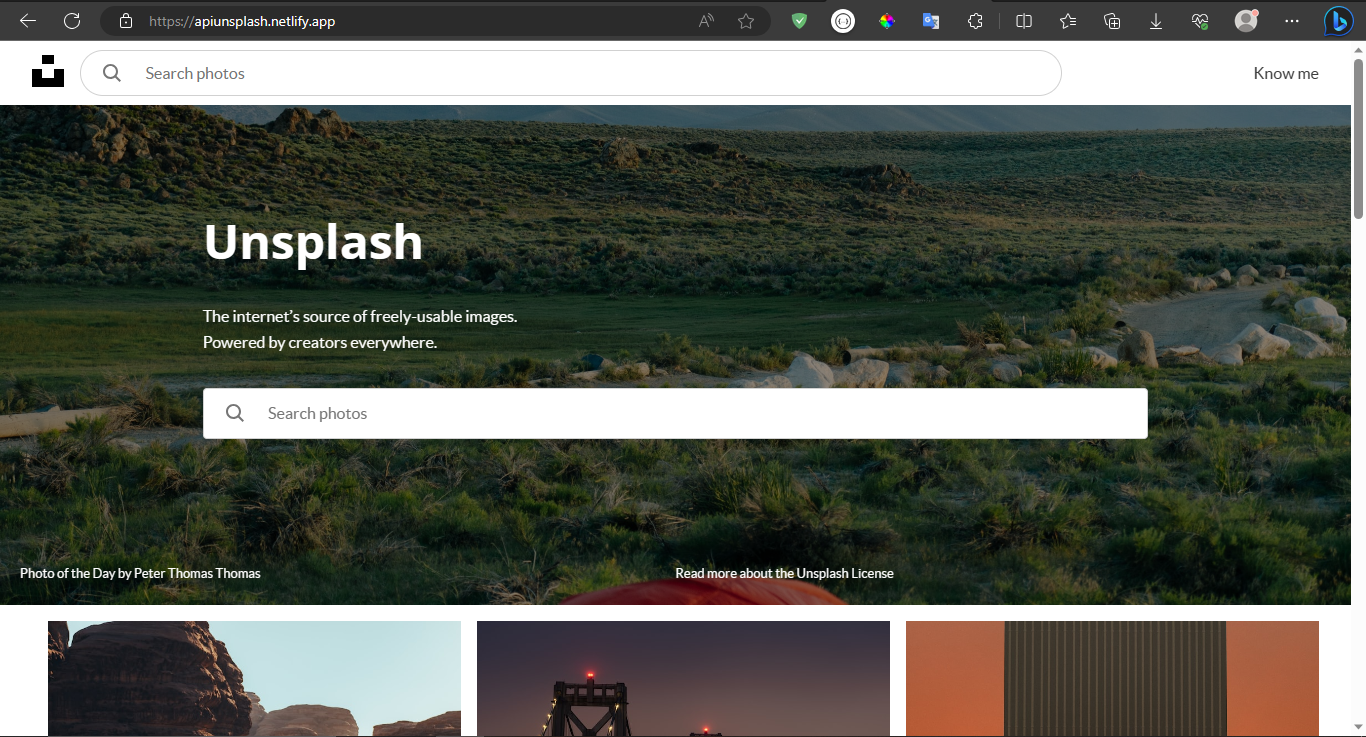 https://apiunsplash.netlify.app
Search photos
Know me
Unsplash
The internet’s source of freely-usable images.
Powered by creators everywhere.
Search photos
Photo of the Day by Peter Thomas Thomas
Read more about the Unsplash License